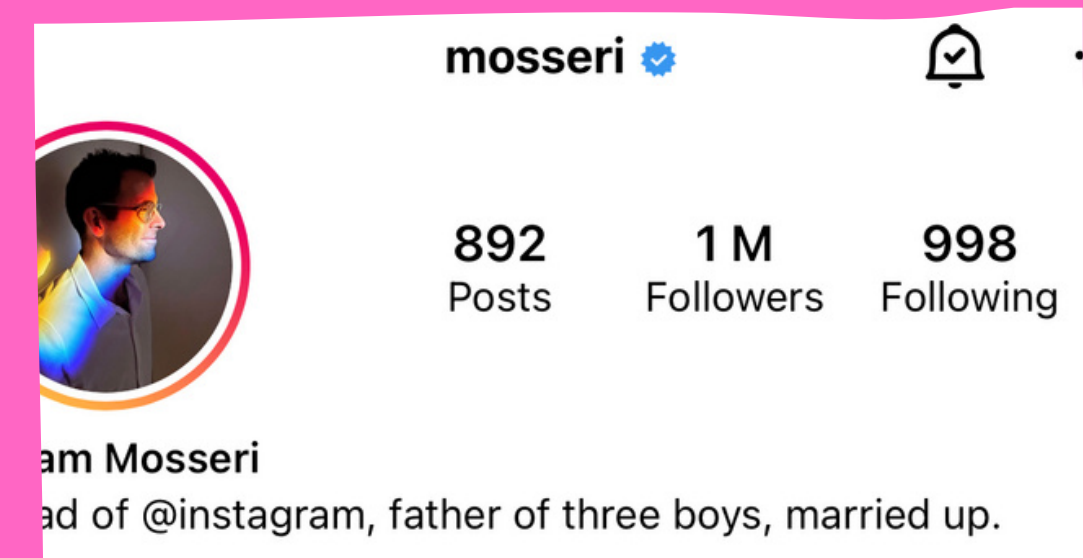 mosseri
892 1 M 998
Posts Followers Following
am Mosseri
ad of @instagram, father of three boys, married up.